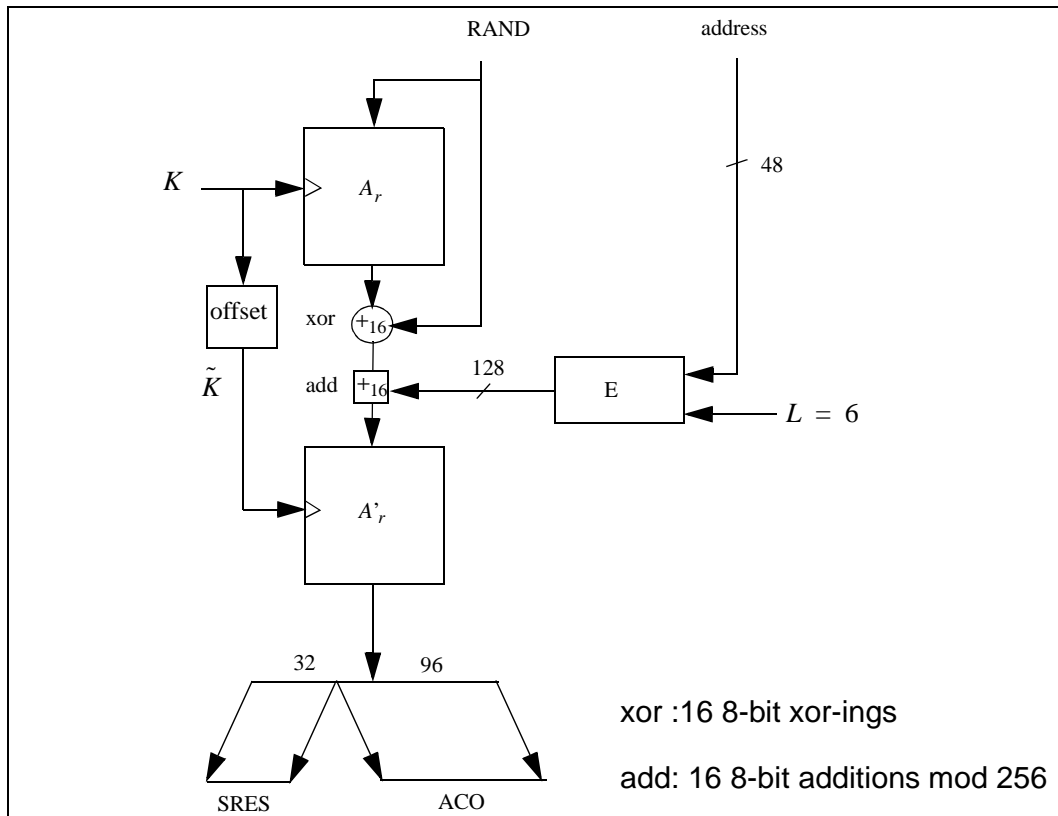 RAND
address
48
K
A_r
offset
xor
+16
K̃
add
+16
128
E
L = 6
A'_r
32
96
xor :16 8-bit xor-ings
add: 16 8-bit additions mod 256
SRES
ACO